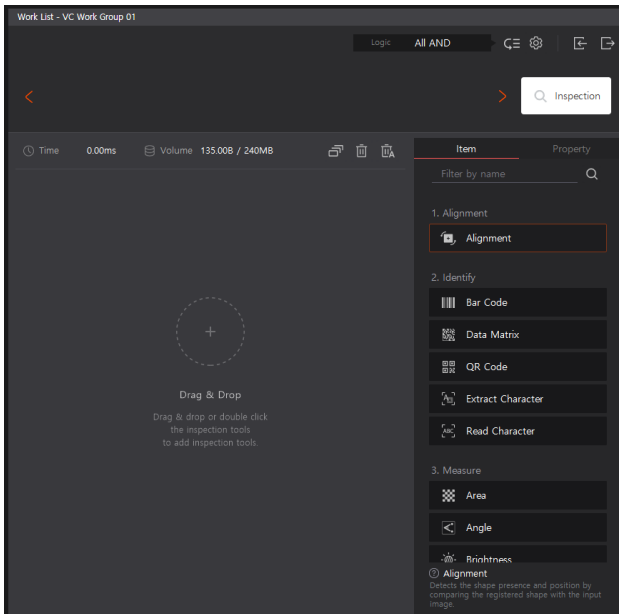 Work List - VC Work Group 01
Logic All AND
Inspection
Time 0.00ms Volume 135.00B / 240MB
Item Property
Filter by name
1. Alignment
Alignment
2. Identify
Bar Code
Data Matrix
QR Code
Extract Character
Read Character
3. Measure
Area
Angle
Brightness
Drag & Drop
Drag & drop or double click
the inspection tools
to add inspection tools.
Alignment
Detects the shape presence and position by
comparing the registered shape with the input
image.